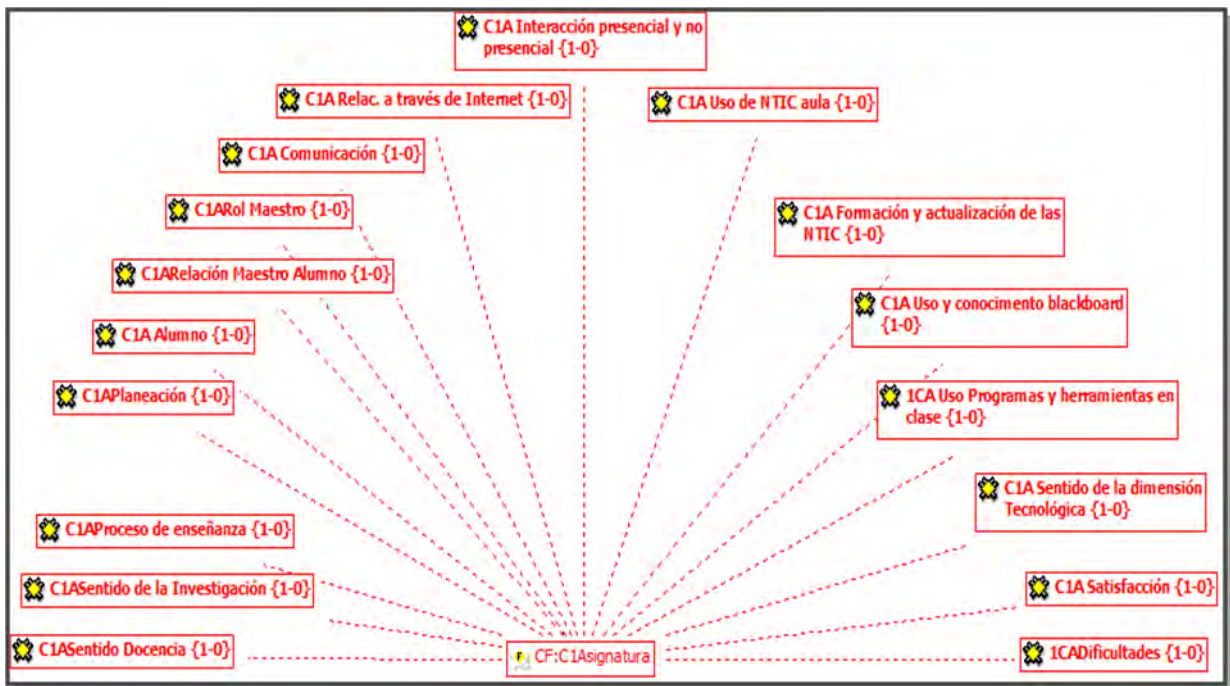 C1A Interacción presencial y no
presencial {1-0}
C1A Relac. a través de Internet {1-0}
C1A Uso de NTIC aula {1-0}
C1A Comunicación {1-0}
C1ARol Maestro {1-0}
C1A Formación y actualización de las
NTIC {1-0}
C1ARelación Maestro Alumno {1-0}
C1A Uso y conocimento blackboard
{1-0}
C1A Alumno {1-0}
C1APlaneación {1-0}
1CA Uso Programas y herramientas en
clase {1-0}
C1A Sentido de la dimensión
Tecnológica {1-0}
C1AProceso de enseñanza {1-0}
C1ASentido de la Investigación {1-0}
C1A Satisfacción {1-0}
C1ASentido Docencia {1-0}
F CF:C1Asignatura
1CADificultades {1-0}